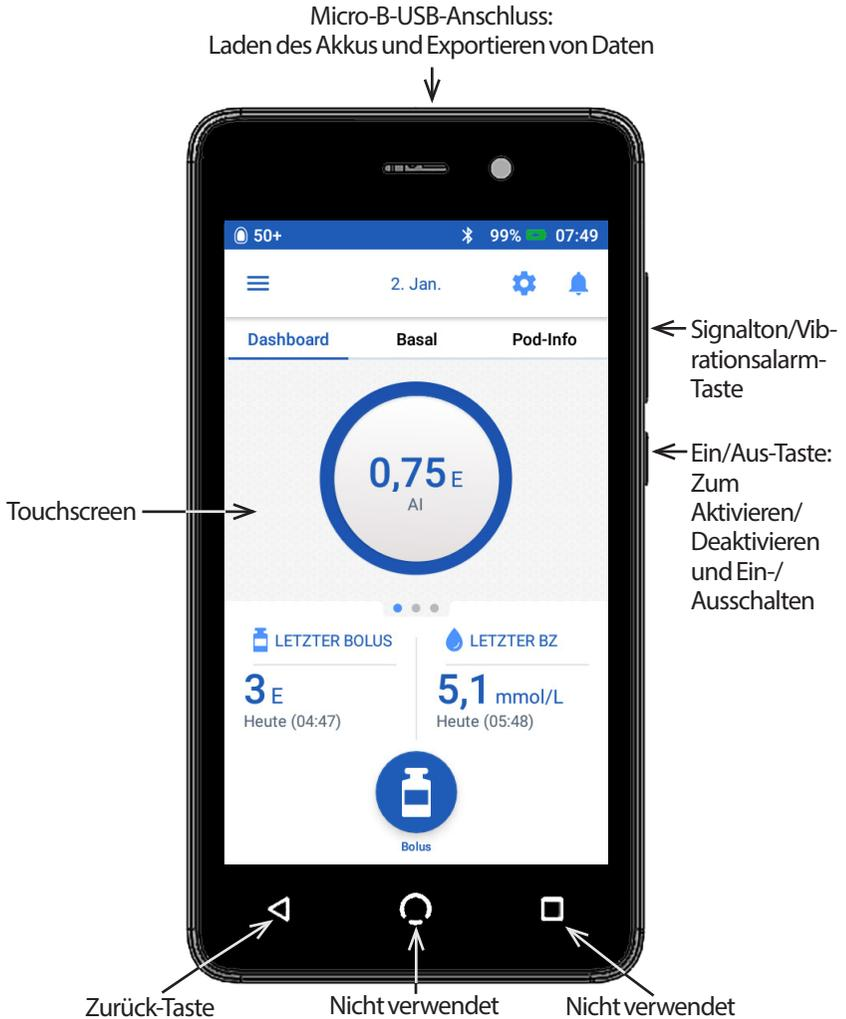 Micro-B-USB-Anschluss:
Laden des Akkus und Exportieren von Daten
50+ 99% 07:49
2. Jan.
Dashboard Basal Pod-Info
Signalton/Vib-
rationsalarm-
Taste
0,75 E
AI
Ein/Aus-Taste:
Zum
Aktivieren/
Deaktivieren
und Ein-/
Ausschalten
Touchscreen
LETZTER BOLUS LETZTER BZ
3 E 5,1 mmol/L
Heute (04:47) Heute (05:48)
Bolus
Zurück-Taste Nicht verwendet Nicht verwendet